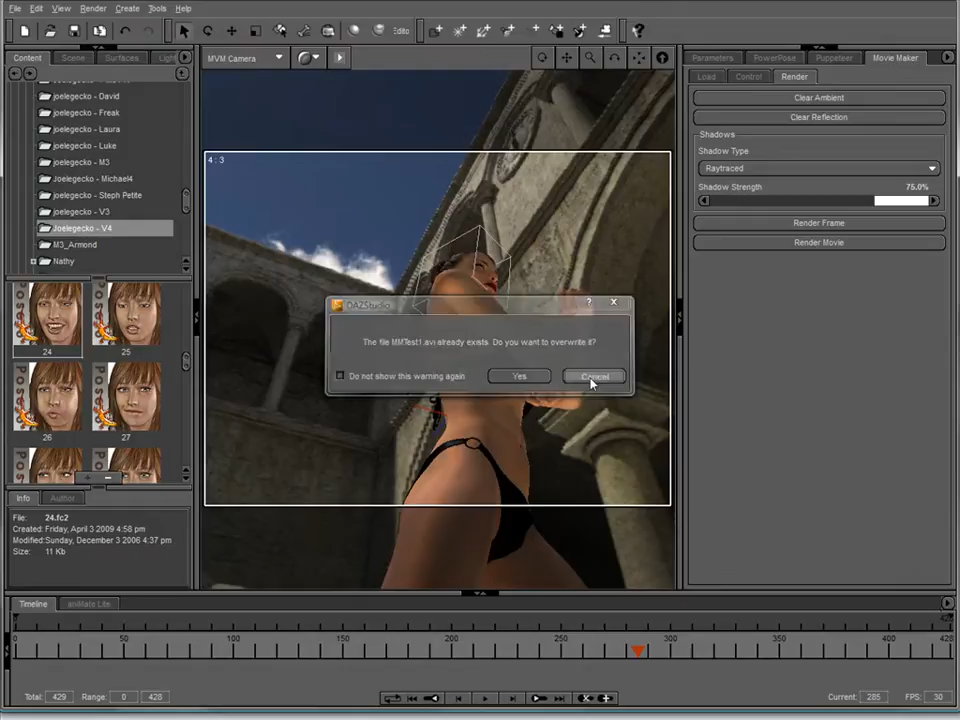 File Edit View Render Create Tools Help
Edito
Content Scene Surfaces Ligh
MVM Camera
Parameters PowerPose Puppeteer Movie Maker
Load Control Render
joelegecko - David
joelegecko - Freak
joelegecko - Laura
joelegecko - Luke
joelegecko - M3
Joelegecko - Michael4
joelegecko - Steph Petite
joelegecko - V3
Joelegecko - V4
M3_Armond
Nathy
4 : 3
Clear Ambient
Clear Reflection
Shadows
Shadow Type
Raytraced
Shadow Strength 75.0%
Render Frame
Render Movie
DAZStudio
The file MMTest1.avi already exists. Do you want to overwrite it?
Do not show this warning again Yes Cancel
24 25
26 27
Info Author
File: 24.fc2
Created: Friday, April 3 2009 4:58 pm
Modified: Sunday, December 3 2006 4:37 pm
Size: 11 Kb
Timeline aniMate Lite
0 50 100 150 200 250 300 350 400 428
Total: 429 Range: 0 428 Current: 285 FPS: 30